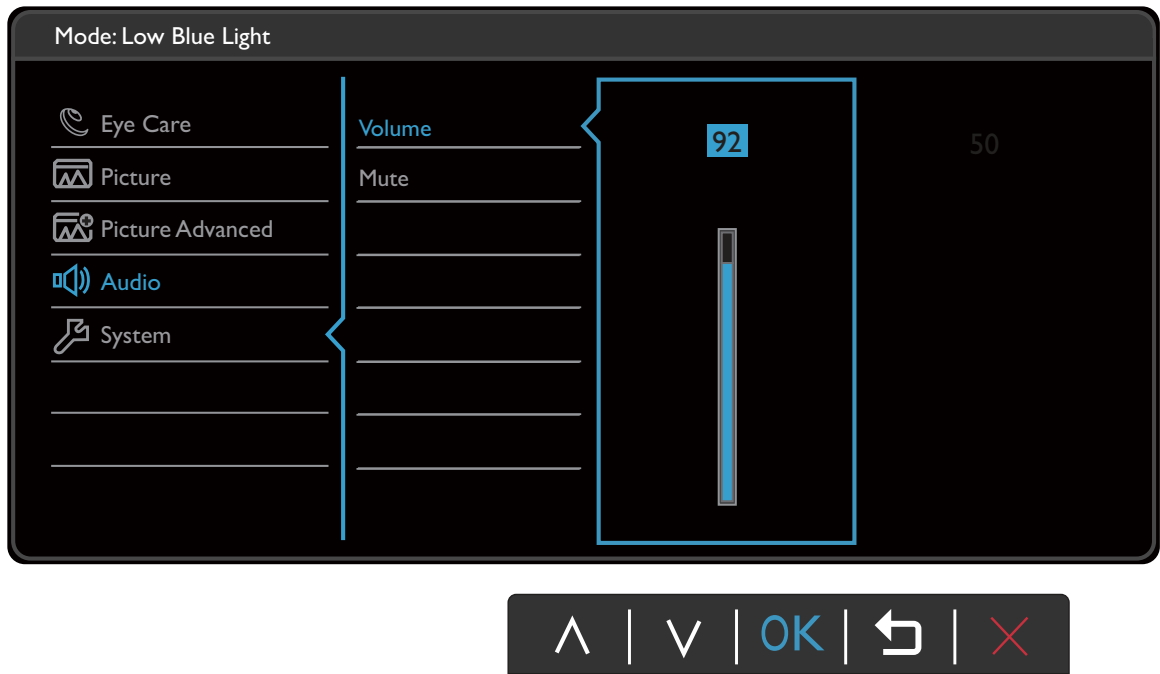 Mode: Low Blue Light
Eye Care
Picture
Picture Advanced
Audio
System
Volume
Mute
92
50
OK